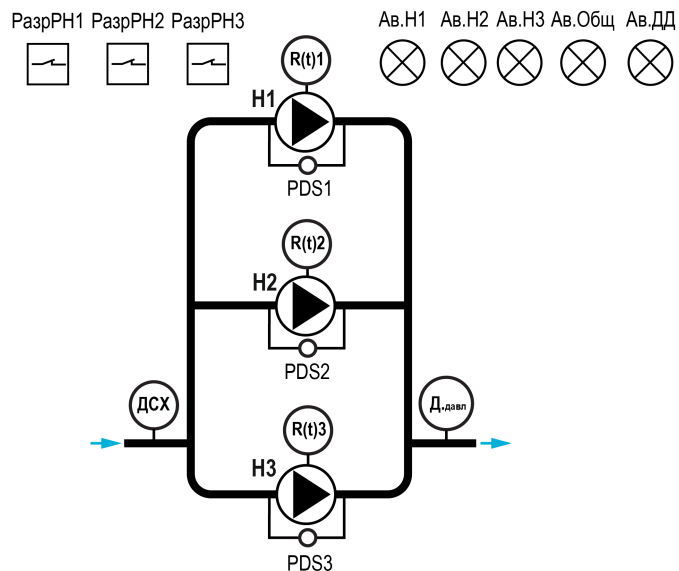 РазрРН1 РазрРН2 РазрРН3 Ав.Н1 Ав.Н2 Ав.Н3 Ав.Общ Ав.ДД
R(t)1
Н1
PDS1
R(t)2
Н2
PDS2
ДСХ
Д.давл
R(t)3
Н3
PDS3